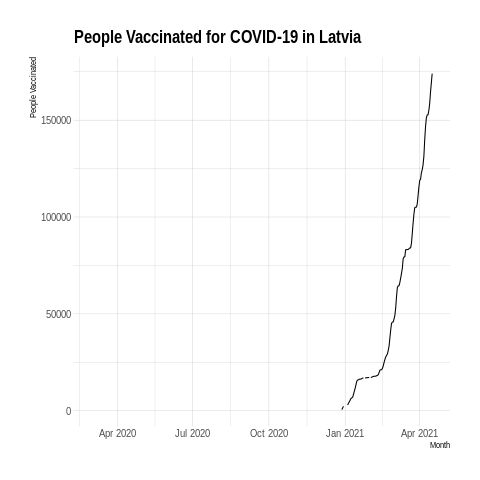 People Vaccinated for COVID-19 in Latvia
People Vaccinated
150000
100000
50000
0
Apr 2020 Jul 2020 Oct 2020 Jan 2021 Apr 2021
Month